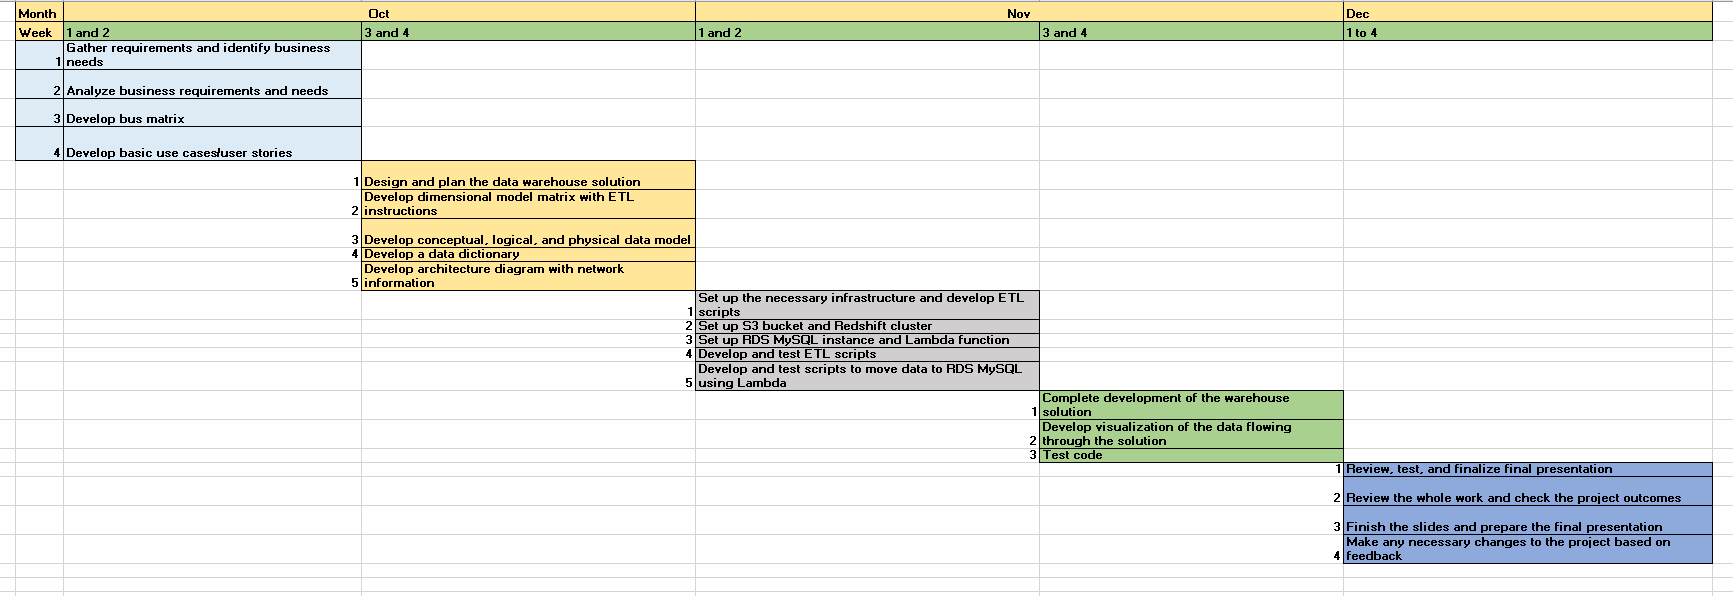 Month Oct Nov Dec
Week 1 and 2 3 and 4 1 and 2 3 and 4 1 to 4
Gather requirements and identify business
1 needs
2 Analyze business requirements and needs
3 Develop bus matrix
4 Develop basic use cases/user stories
1 Design and plan the data warehouse solution
Develop dimensional model matrix with ETL
2 instructions
3 Develop conceptual, logical, and physical data model
4 Develop a data dictionary
Develop architecture diagram with network
5 information
Set up the necessary infrastructure and develop ETL
1 scripts
2 Set up S3 bucket and Redshift cluster
3 Set up RDS MySQL instance and Lambda function
4 Develop and test ETL scripts
Develop and test scripts to move data to RDS MySQL
5 using Lambda
Complete development of the warehouse
1 solution
Develop visualization of the data flowing
2 through the solution
3 Test code
1 Review, test, and finalize final presentation
2 Review the whole work and check the project outcomes
3 Finish the slides and prepare the final presentation
Make any necessary changes to the project based on
4 feedback